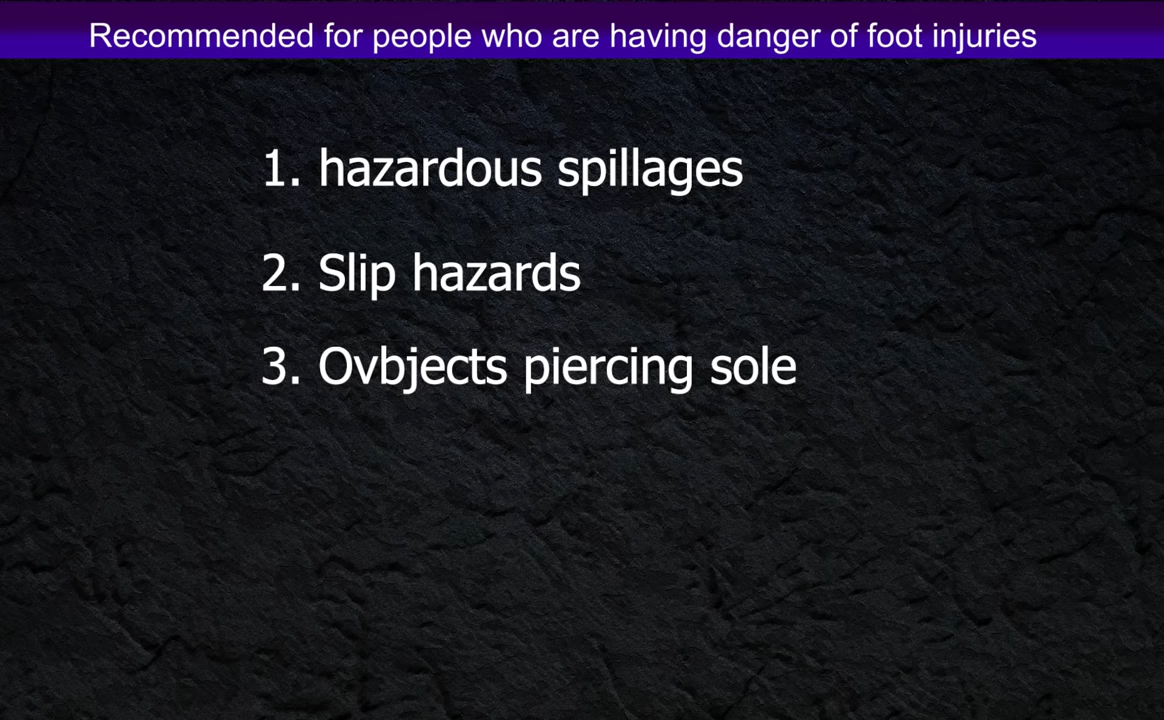 Recommended for people who are having danger of foot injuries
1. hazardous spillages
2. Slip hazards
3. Ovbjects piercing sole